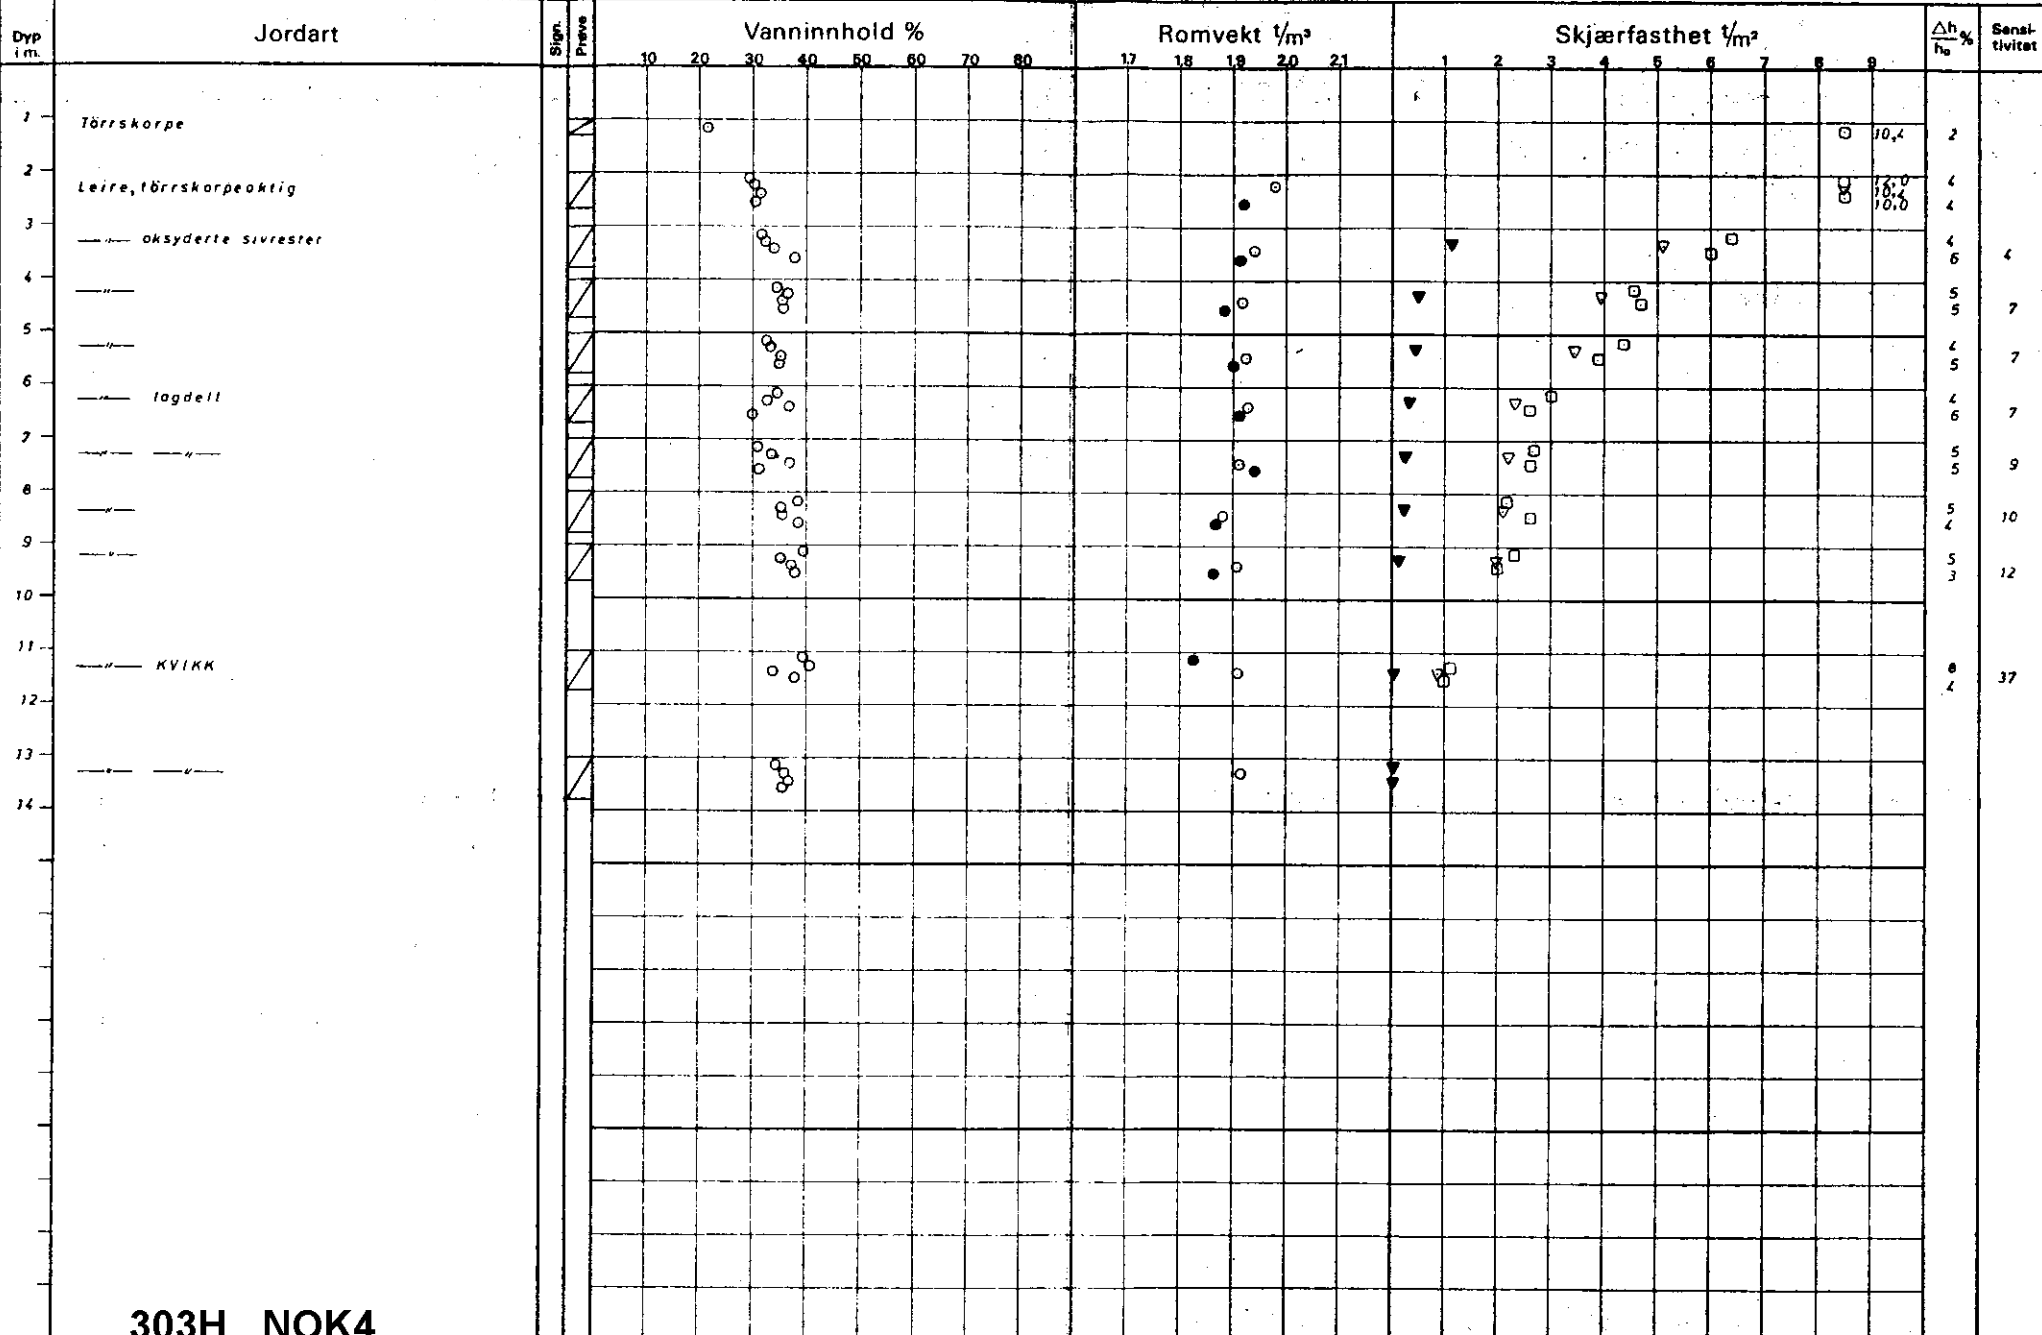 Dyp i m. Jordart Sign. Prøve Vanninnhold % Romvekt t/m³ Skjærfasthet t/m² Δh/h₀ % Sensi-tivitet
10 20 30 40 50 60 70 80 1,7 1,8 1,9 2,0 2,1 1 2 3 4 5 6 7 8 9
1 Törrskorpe 10,4 2
2 Leire, törrskorpeaktig 12,0 4
10,0 4
3 —"— oksyderte sivrester 4
6 4
4 —"— 5
5 7
5 —"— 4
5 7
6 —"— lagdelt 4
6 7
7 —"— —"— 5
5 9
8 —"— 5
4 10
9 —"— 5
3 12
10
11 —"— KVIKK 8
4 37
12
13 —"— —"—
14
303H NOK4